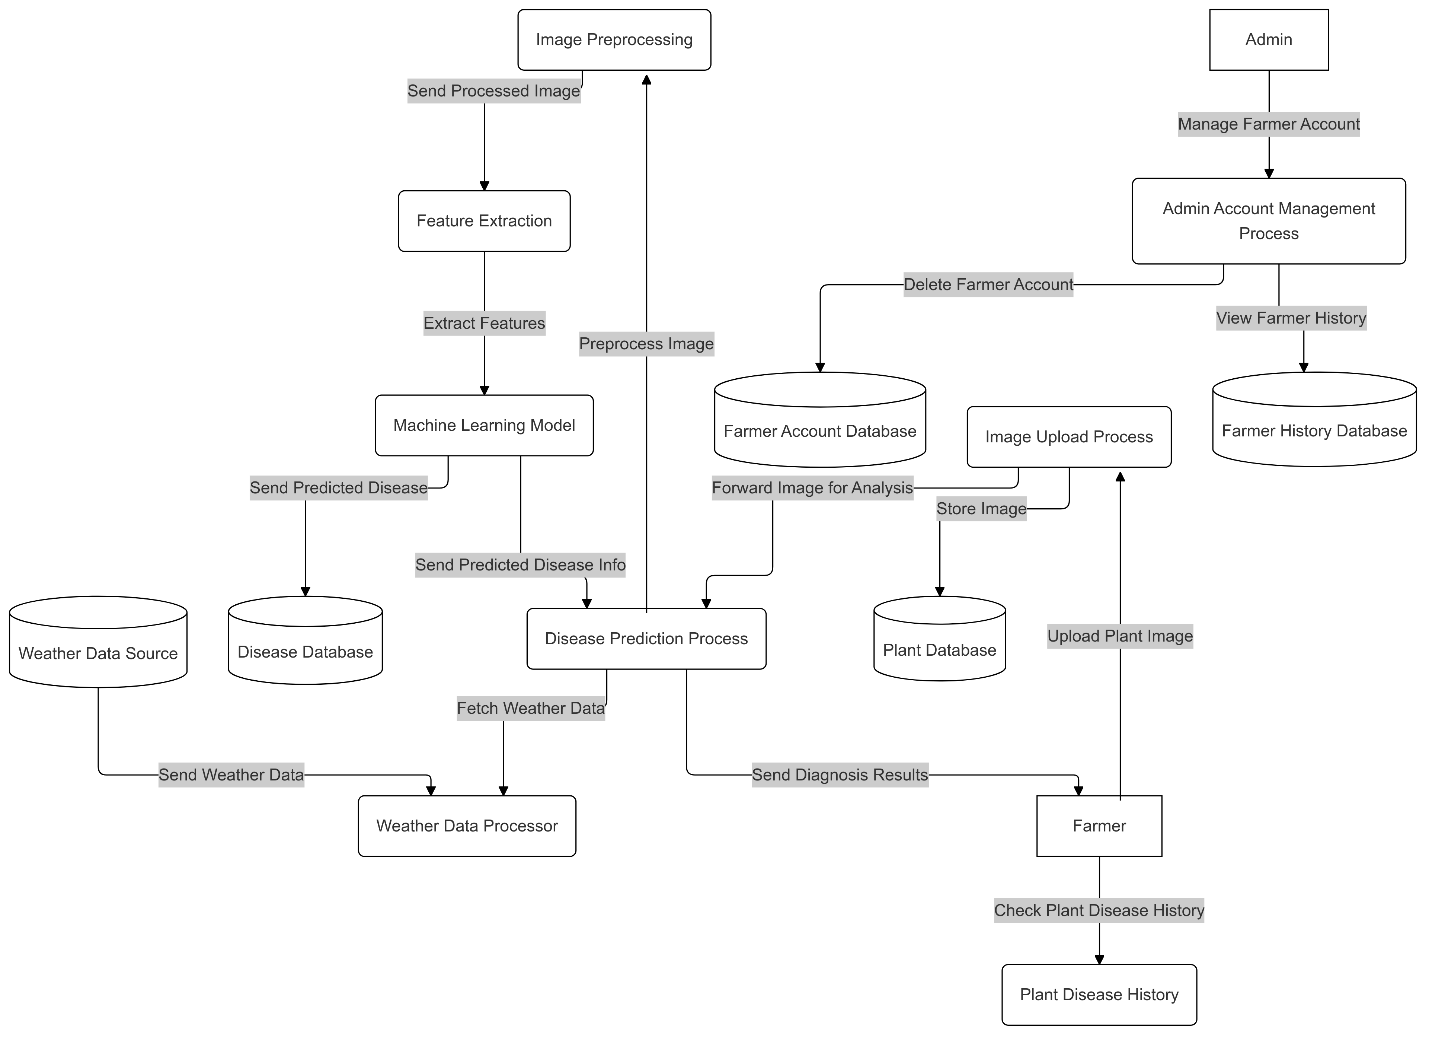 Image Preprocessing
Admin
Send Processed Image
Manage Farmer Account
Admin Account Management
Process
Feature Extraction
Delete Farmer Account
View Farmer History
Extract Features
Preprocess Image
Machine Learning Model
Farmer Account Database
Image Upload Process
Farmer History Database
Send Predicted Disease
Forward Image for Analysis
Store Image
Send Predicted Disease Info
Weather Data Source
Disease Database
Disease Prediction Process
Plant Database
Upload Plant Image
Fetch Weather Data
Send Weather Data
Send Diagnosis Results
Weather Data Processor
Farmer
Check Plant Disease History
Plant Disease History